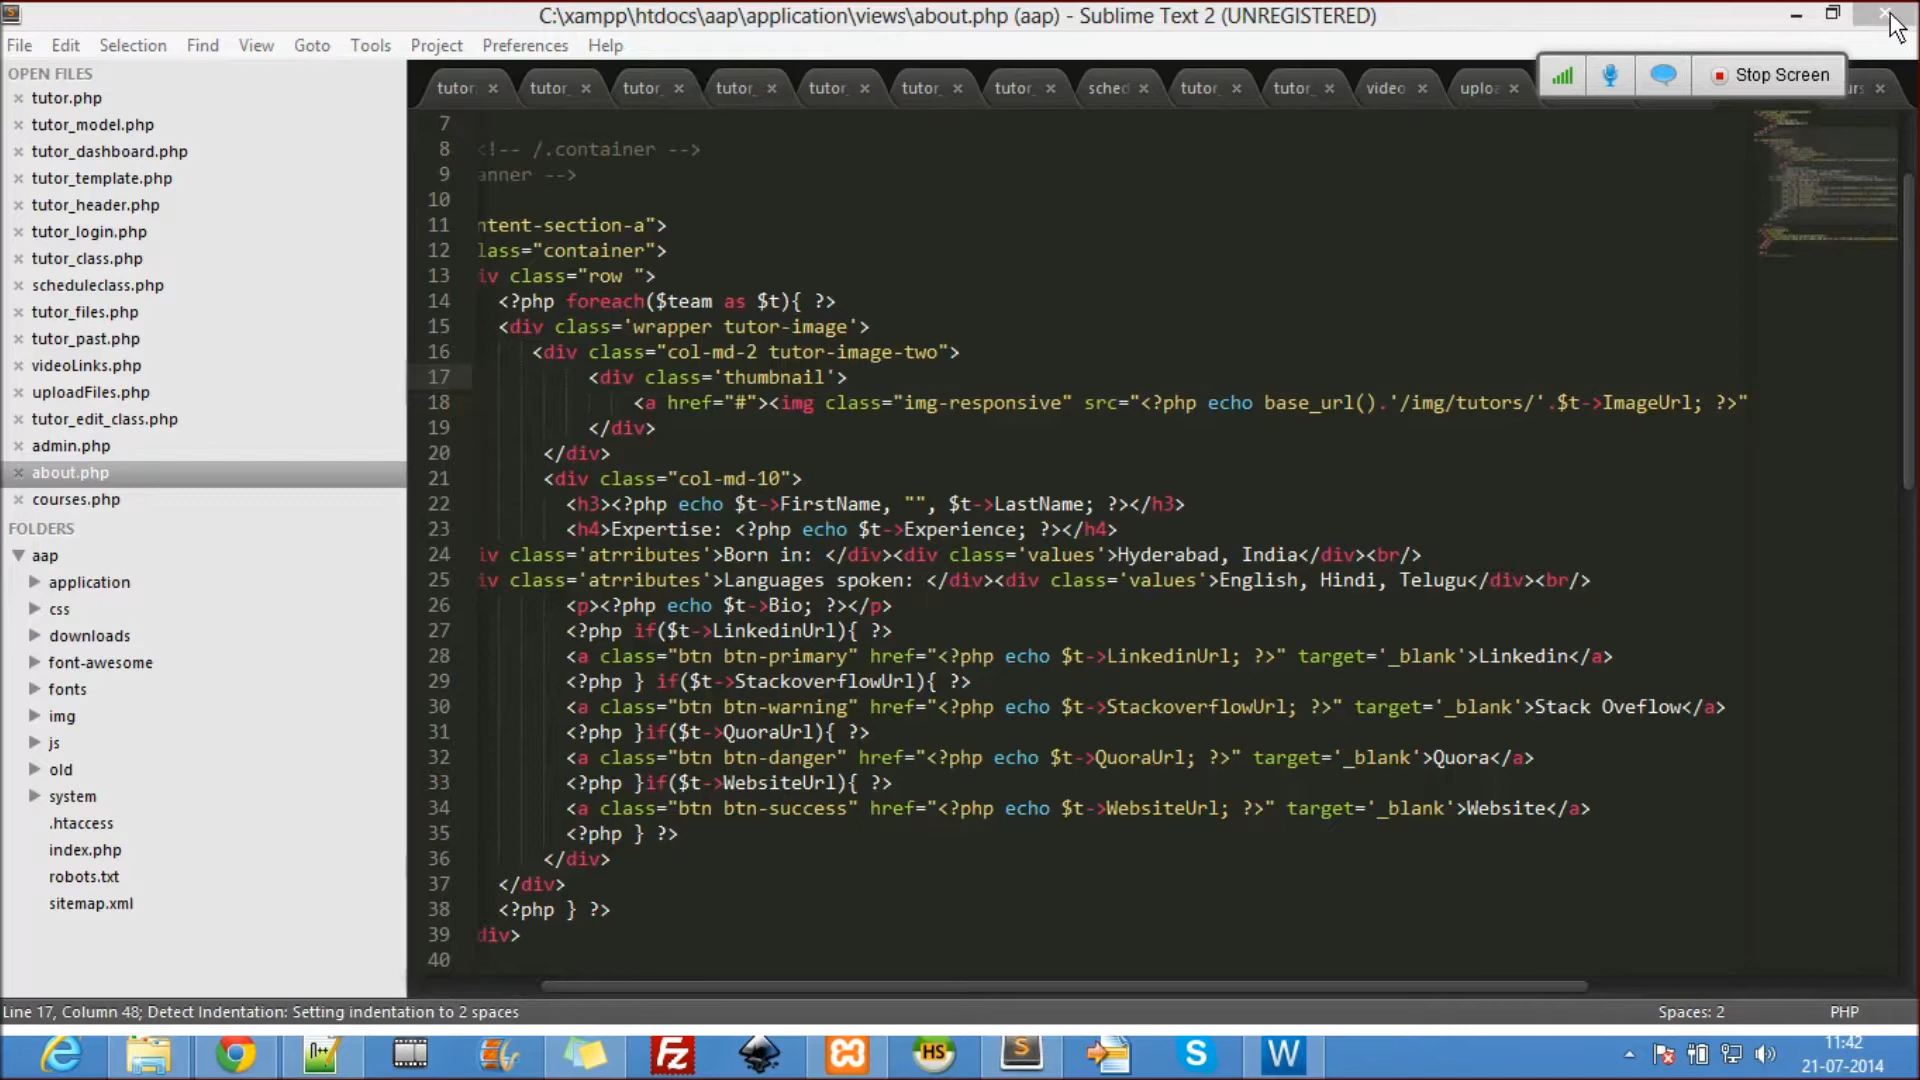 C:\xampp\htdocs\aap\application\views\about.php (aap) - Sublime Text 2 (UNREGISTERED)
File Edit Selection Find View Goto Tools Project Preferences Help
Stop Screen
OPEN FILES
tutor.php
tutor_model.php
tutor_dashboard.php
tutor_template.php
tutor_header.php
tutor_login.php
tutor_class.php
scheduleclass.php
tutor_files.php
tutor_past.php
videoLinks.php
uploadFiles.php
tutor_edit_class.php
admin.php
about.php
courses.php
FOLDERS
aap
application
css
downloads
font-awesome
fonts
img
js
old
system
.htaccess
index.php
robots.txt
sitemap.xml
tutor tutor_ tutor_ tutor_ tutor_ tutor_ tutor_ sched tutor_ tutor_ video uploa urs
7
8 <!-- /.container -->
9 anner -->
10
11 ntent-section-a">
12 lass="container">
13 iv class="row ">
14 <?php foreach($team as $t){ ?>
15 <div class='wrapper tutor-image'>
16 <div class="col-md-2 tutor-image-two">
17 <div class='thumbnail'>
18 <a href="#"><img class="img-responsive" src="<?php echo base_url().'/img/tutors/'.$t->ImageUrl; ?>"
19 </div>
20 </div>
21 <div class="col-md-10">
22 <h3><?php echo $t->FirstName, "", $t->LastName; ?></h3>
23 <h4>Expertise: <?php echo $t->Experience; ?></h4>
24 iv class='atrributes'>Born in: </div><div class='values'>Hyderabad, India</div><br/>
25 iv class='atrributes'>Languages spoken: </div><div class='values'>English, Hindi, Telugu</div><br/>
26 <p><?php echo $t->Bio; ?></p>
27 <?php if($t->LinkedinUrl){ ?>
28 <a class="btn btn-primary" href="<?php echo $t->LinkedinUrl; ?>" target='_blank'>Linkedin</a>
29 <?php } if($t->StackoverflowUrl){ ?>
30 <a class="btn btn-warning" href="<?php echo $t->StackoverflowUrl; ?>" target='_blank'>Stack Oveflow</a>
31 <?php }if($t->QuoraUrl){ ?>
32 <a class="btn btn-danger" href="<?php echo $t->QuoraUrl; ?>" target='_blank'>Quora</a>
33 <?php }if($t->WebsiteUrl){ ?>
34 <a class="btn btn-success" href="<?php echo $t->WebsiteUrl; ?>" target='_blank'>Website</a>
35 <?php } ?>
36 </div>
37 </div>
38 <?php } ?>
39 div>
40
Line 17, Column 48; Detect Indentation: Setting indentation to 2 spaces
Spaces: 2 PHP
11:42
21-07-2014